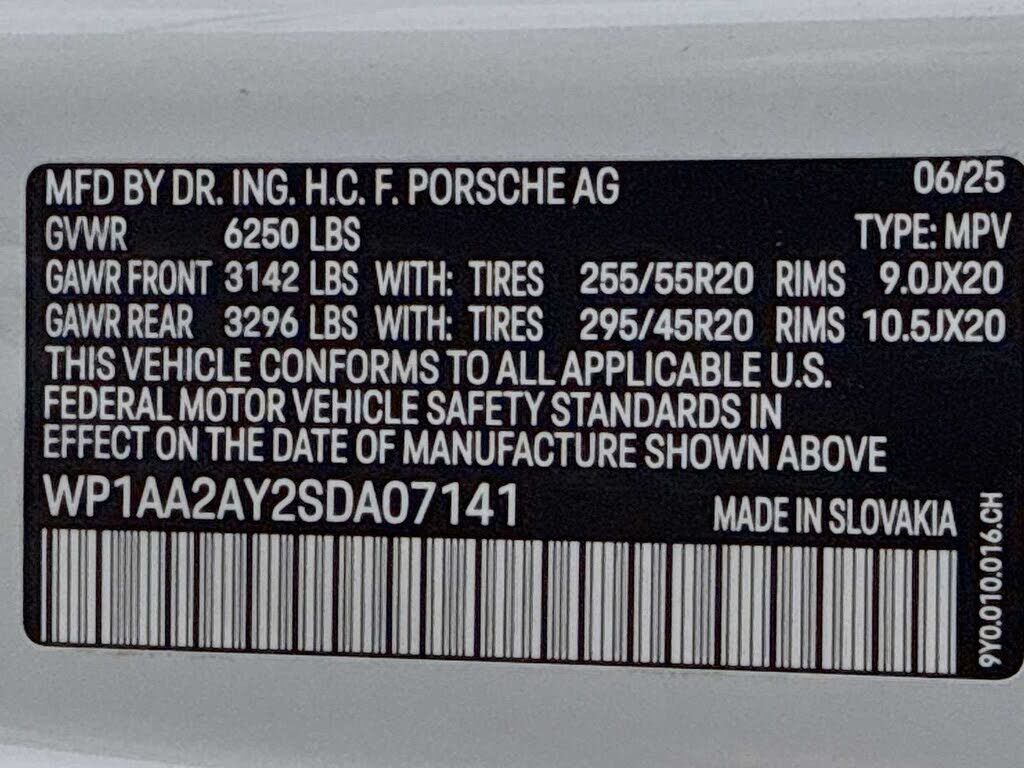 MFD BY DR. ING. H.C. F. PORSCHE AG 06/25
GVWR 6250 LBS TYPE: MPV
GAWR FRONT 3142 LBS WITH: TIRES 255/55R20 RIMS 9.0JX20
GAWR REAR 3296 LBS WITH: TIRES 295/45R20 RIMS 10.5JX20
THIS VEHICLE CONFORMS TO ALL APPLICABLE U.S.
FEDERAL MOTOR VEHICLE SAFETY STANDARDS IN
EFFECT ON THE DATE OF MANUFACTURE SHOWN ABOVE
WP1AA2AY2SDA07141 MADE IN SLOVAKIA
9Y0.010.016.CH